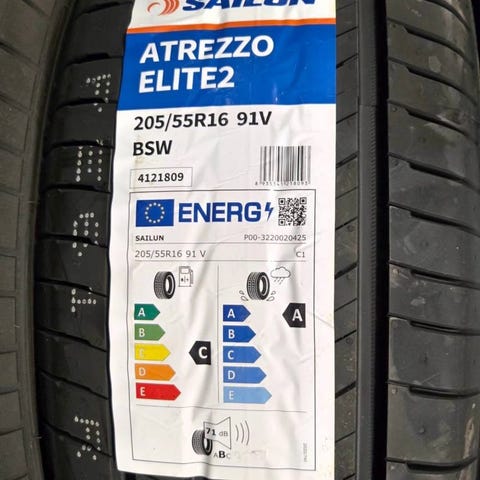 SAILUN
ATREZZO
ELITE2
205/55R16 91V
BSW
4121809
ENERG
SAILUN P00-3220020425
205/55R16 91 V C1
A A
B
C C
D
E
A
B
C
D
E
71 dB
ABC